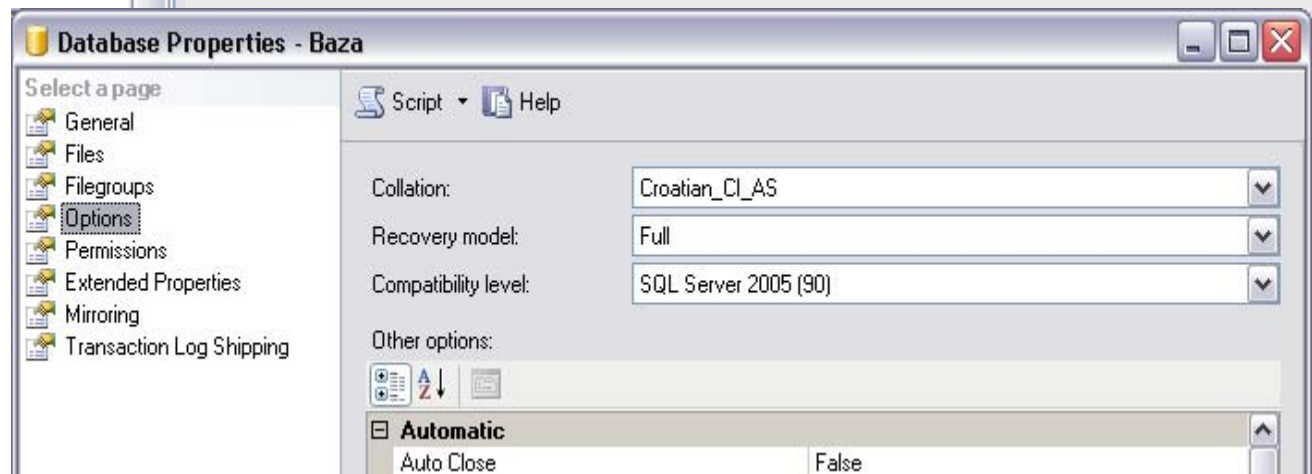 Database Properties - Baza
Select a page
General
Files
Filegroups
Options
Permissions
Extended Properties
Mirroring
Transaction Log Shipping
Script Help
Collation: Croatian_CI_AS
Recovery model: Full
Compatibility level: SQL Server 2005 (90)
Other options:
Automatic
Auto Close False